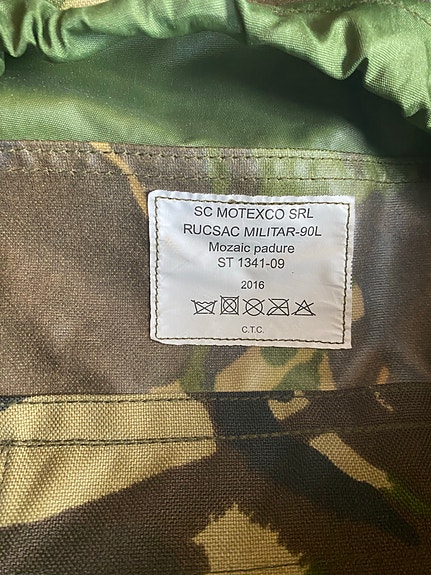 SC MOTEXCO SRL
RUCSAC MILITAR-90L
Mozaic padure
ST 1341-09
2016
C.T.C.